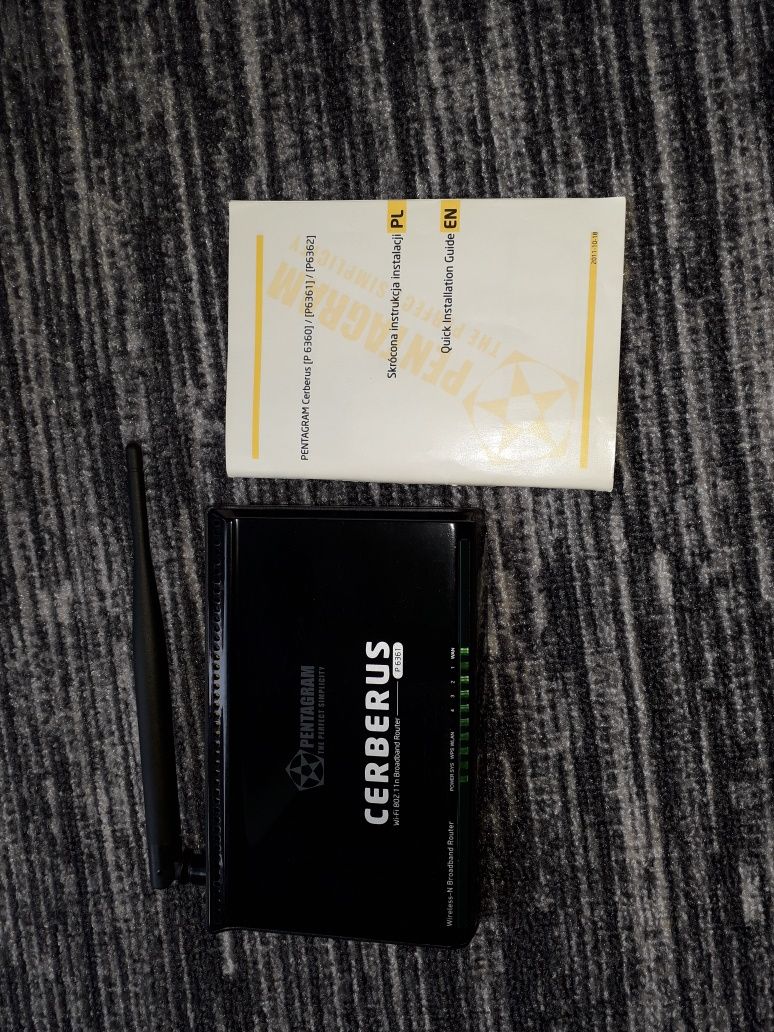 PENTAGRAM Cerberus [P 6360] / [P6361] / [P6362]
Skrócona instrukcja instalacji PL
Quick Installation Guide EN
PENTAGRAM
THE PERFECT SIMPLICITY
2011-10-18
PENTAGRAM
THE PERFECT SIMPLICITY
CERBERUS
Wi-Fi 802.11n Broadband Router P 6361
Wireless-N Broadband Router POWER SYS WPS WLAN 4 3 2 1 WAN